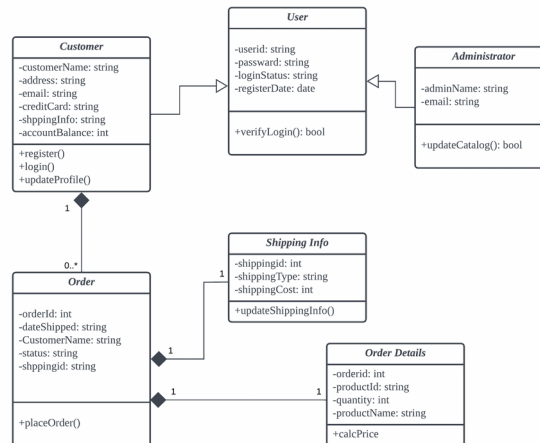 User
-userid: string
-passward: string
-loginStatus: string
-registerDate: date
+verifyLogin(): bool
Customer
-customerName: string
-address: string
-email: string
-creditCard: string
-shppingInfo: string
-accountBalance: int
+register()
+login()
+updateProfile()
Administrator
-adminName: string
-email: string
+updateCatalog(): bool
1
0..*
Order
-orderId: int
-dateShipped: string
-CustomerName: string
-status: string
-shppingid: string
+placeOrder()
1
1
Shipping Info
-shippingid: int
-shippingType: string
-shippingCost: int
+updateShippingInfo()
1
1
Order Details
-orderid: int
-productId: string
-quantity: int
-productName: string
+calcPrice